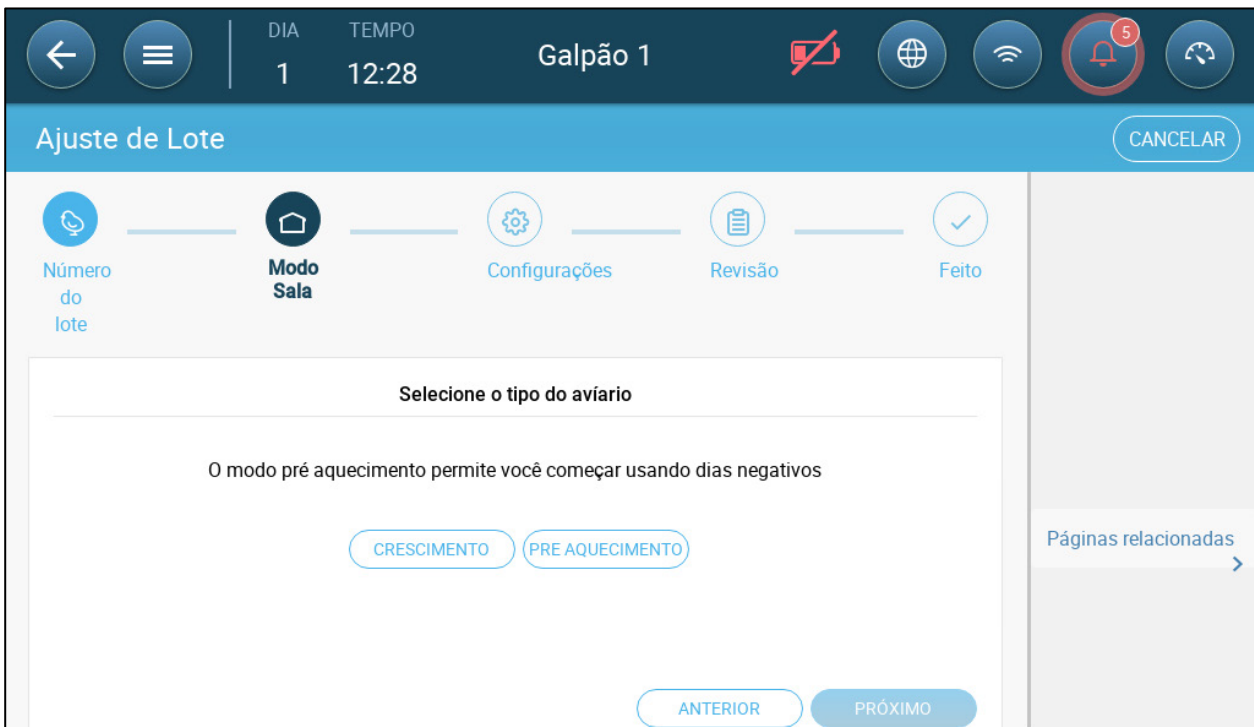 DIA
TEMPO
1
12:28
Galpão 1
5
Ajuste de Lote
CANCELAR
Número
do
lote
Modo
Sala
Configurações
Revisão
Feito
Selecione o tipo do avíario
O modo pré aquecimento permite você começar usando dias negativos
CRESCIMENTO
PRE AQUECIMENTO
Páginas relacionadas
ANTERIOR
PRÓXIMO